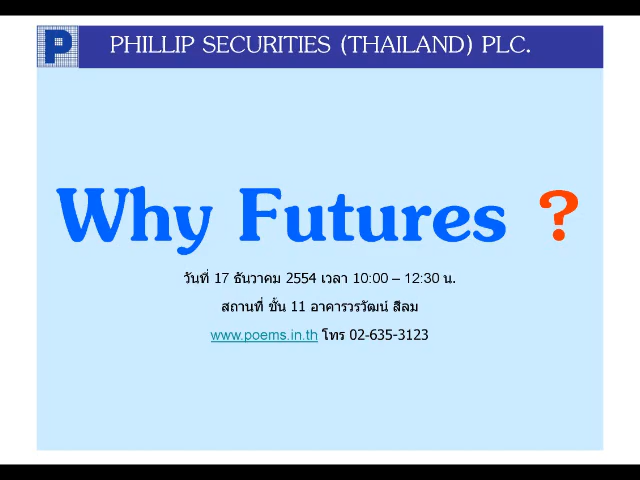 P PHILLIP SECURITIES (THAILAND) PLC.
Why Futures ?
วันที่ 17 ธันวาคม 2554 เวลา 10:00 – 12:30 น.
สถานที่ ชั้น 11 อาคารวรวัฒน์ สีลม
www.poems.in.th โทร 02-635-3123